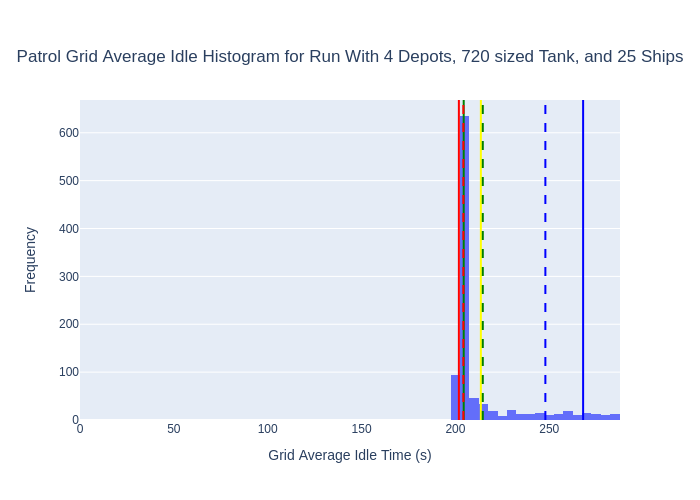 Patrol Grid Average Idle Histogram for Run With 4 Depots, 720 sized Tank, and 25 Ships
600
500
400
300
200
100
0
0 50 100 150 200 250
Frequency
Grid Average Idle Time (s)